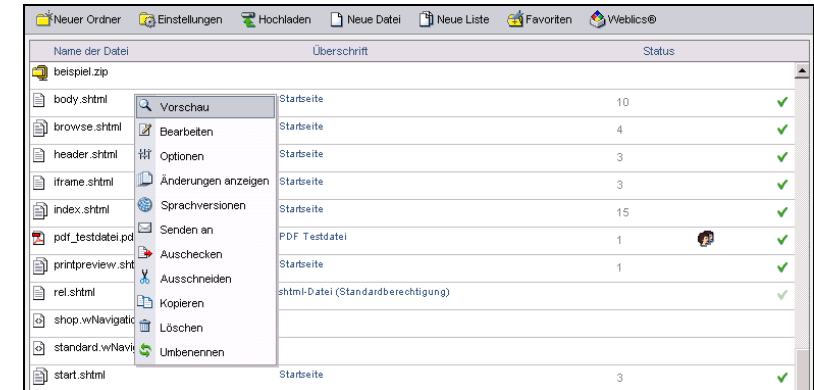 Neuer Ordner Einstellungen Hochladen Neue Datei Neue Liste Favoriten Weblics®
Name der Datei Überschrift Status
beispiel.zip
body.shtml Startseite 10
browse.shtml Startseite 4
header.shtml Startseite 3
iframe.shtml Startseite 3
index.shtml Startseite 15
pdf_testdatei.pd PDF Testdatei 1
printpreview.sht Startseite 1
rel.shtml shtml-Datei (Standardberechtigung)
shop.wNavigatio
standard.wNavi
start.shtml Startseite 3
Vorschau
Bearbeiten
Optionen
Änderungen anzeigen
Sprachversionen
Senden an
Auschecken
Ausschneiden
Kopieren
Löschen
Umbenennen